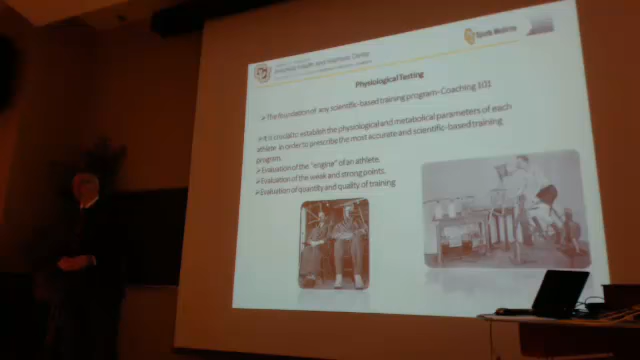 Sports Medicine
Physiological Testing
The foundation of any scientific-based training program- Coaching 101
It is crucial to establish the physiological and metabolical parameters of each
athlete in order to prescribe the most accurate and scientific-based training
program.
Evaluation of the "engine" of an athlete.
Evaluation of the week and strong points.
Evaluation of quantity and quality of training